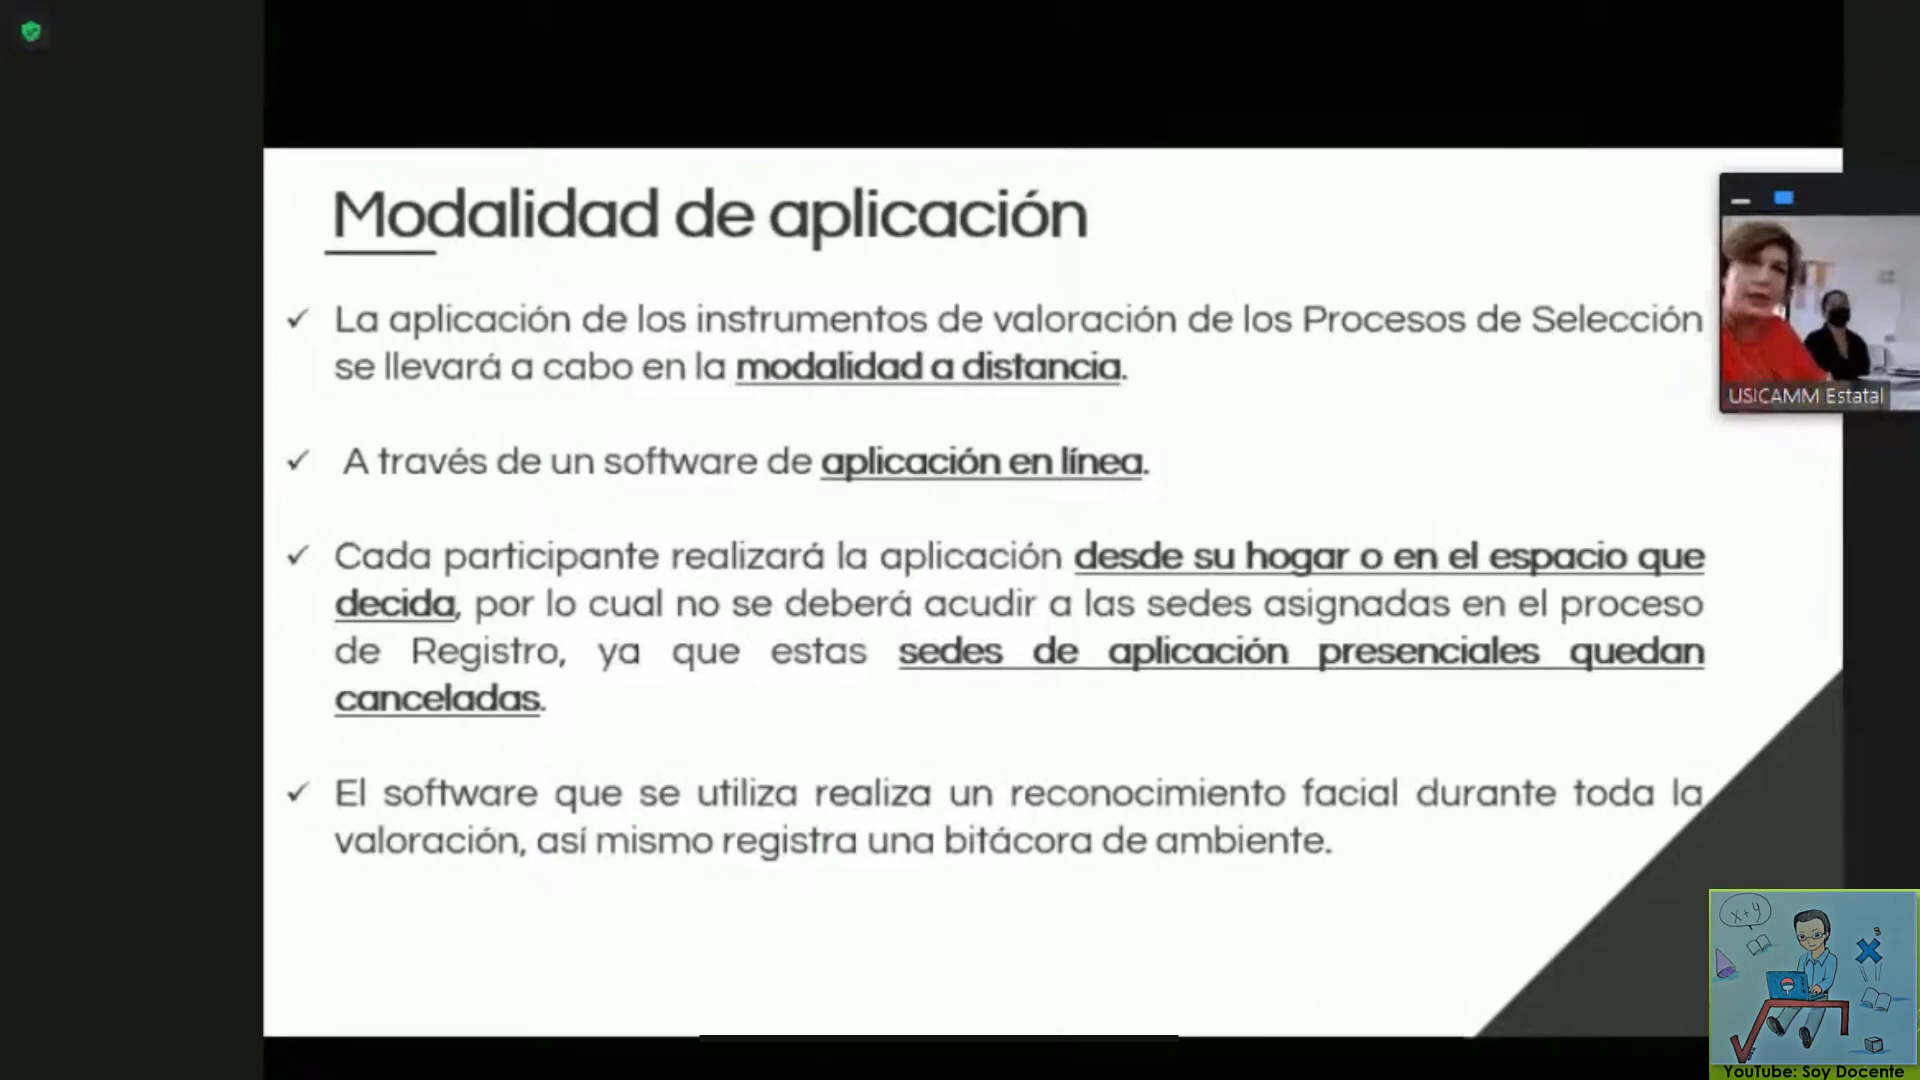 Modalidad de aplicación
✓ La aplicación de los instrumentos de valoración de los Procesos de Selección
se llevará a cabo en la modalidad a distancia.
✓ A través de un software de aplicación en línea.
✓ Cada participante realizará la aplicación desde su hogar o en el espacio que
decida, por lo cual no se deberá acudir a las sedes asignadas en el proceso
de Registro, ya que estas sedes de aplicación presenciales quedan
canceladas.
✓ El software que se utiliza realiza un reconocimiento facial durante toda la
valoración, así mismo registra una bitácora de ambiente.
USICAMM Estatal
x+y
YouTube: Soy Docente